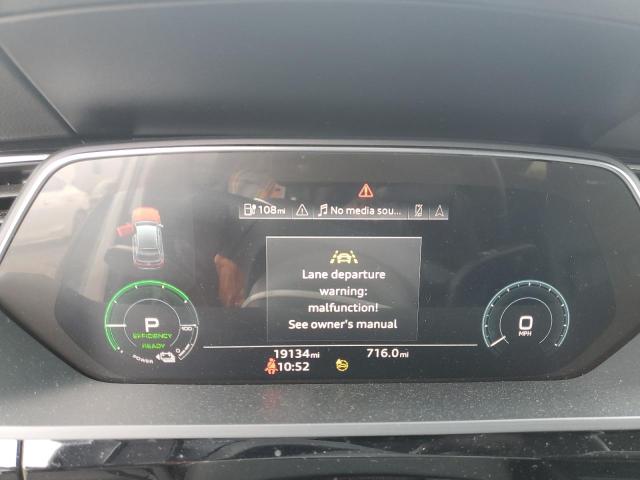 108mi No media sou...
Lane departure
warning:
malfunction!
See owner's manual
P
EFFICIENCY
READY
POWER
100
0
0
MPH
19134mi 716.0mi
10:52